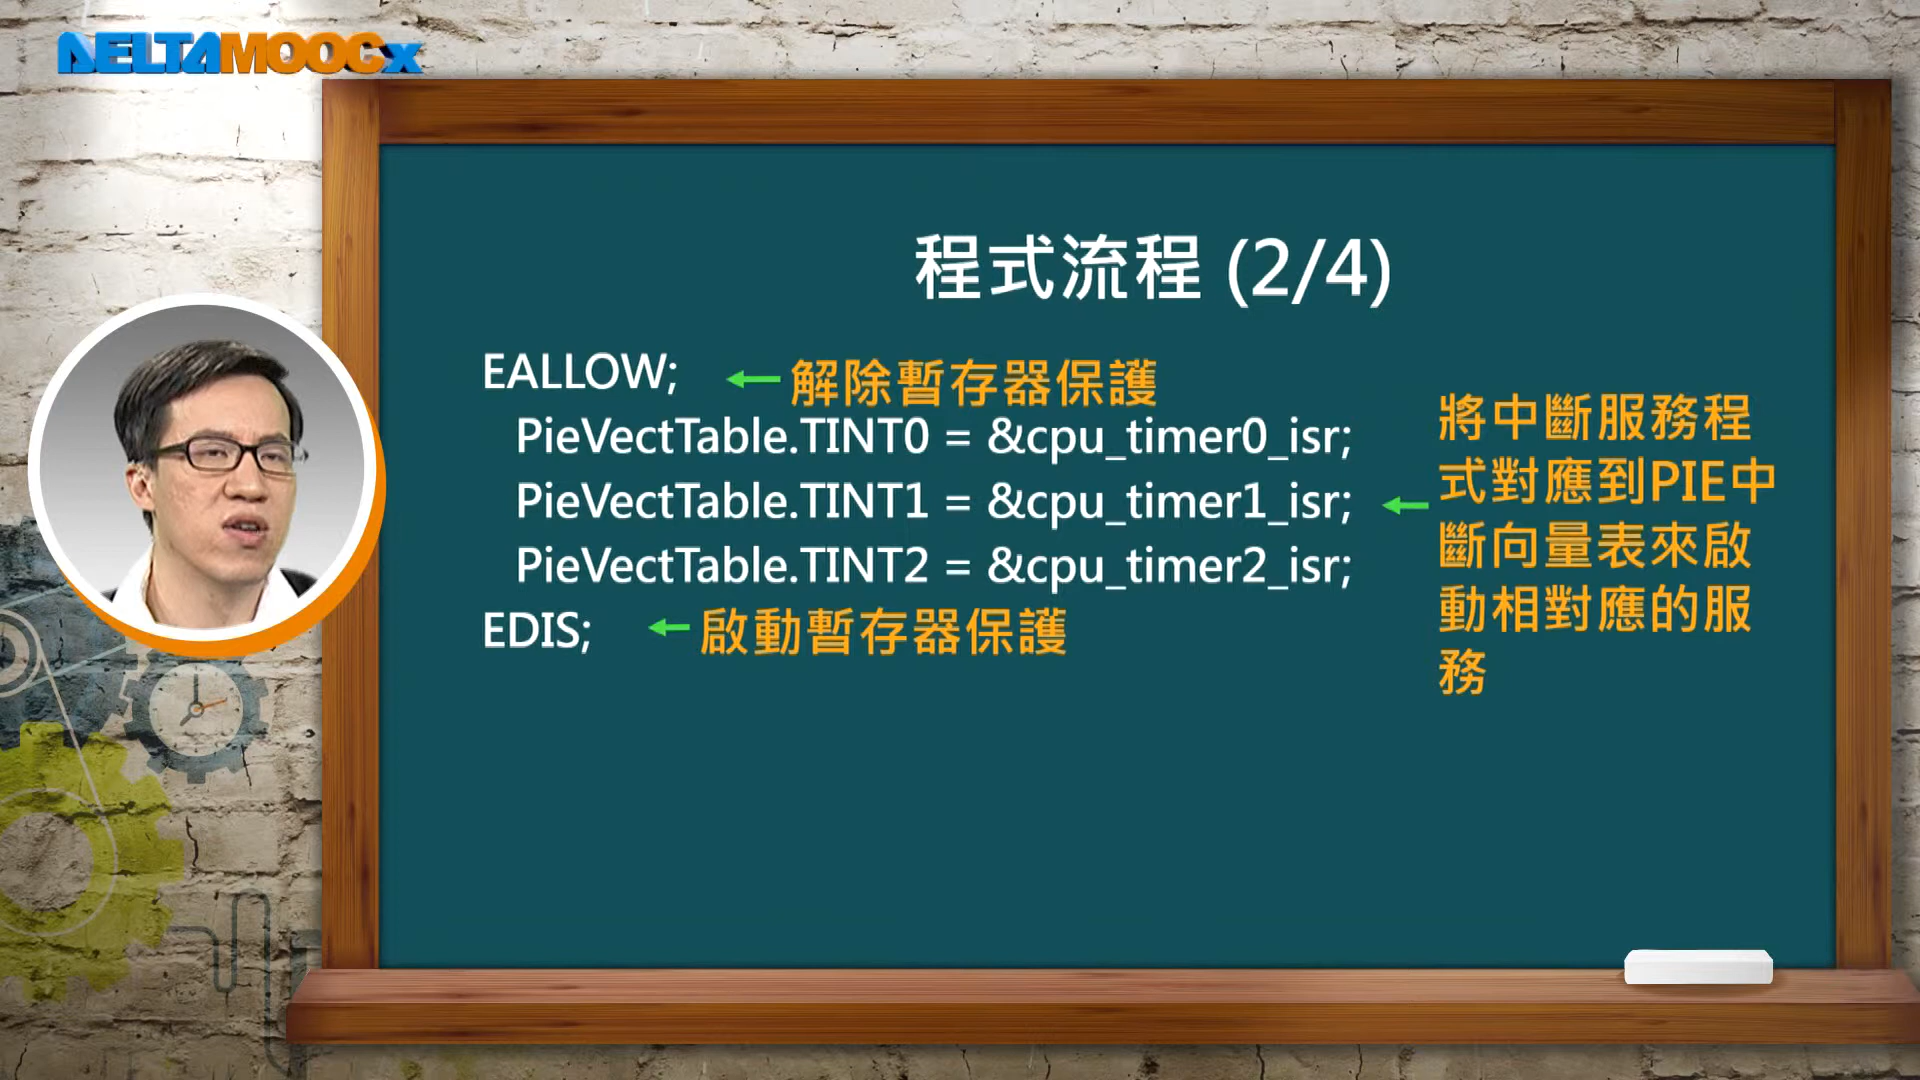 DELTAMOOCx
程式流程 (2/4)
EALLOW;
解除暫存器保護
PieVectTable.TINT0 = &cpu_timer0_isr;
PieVectTable.TINT1 = &cpu_timer1_isr;
PieVectTable.TINT2 = &cpu_timer2_isr;
將中斷服務程
式對應到PIE中
斷向量表來啟
動相對應的服
務
EDIS;
啟動暫存器保護